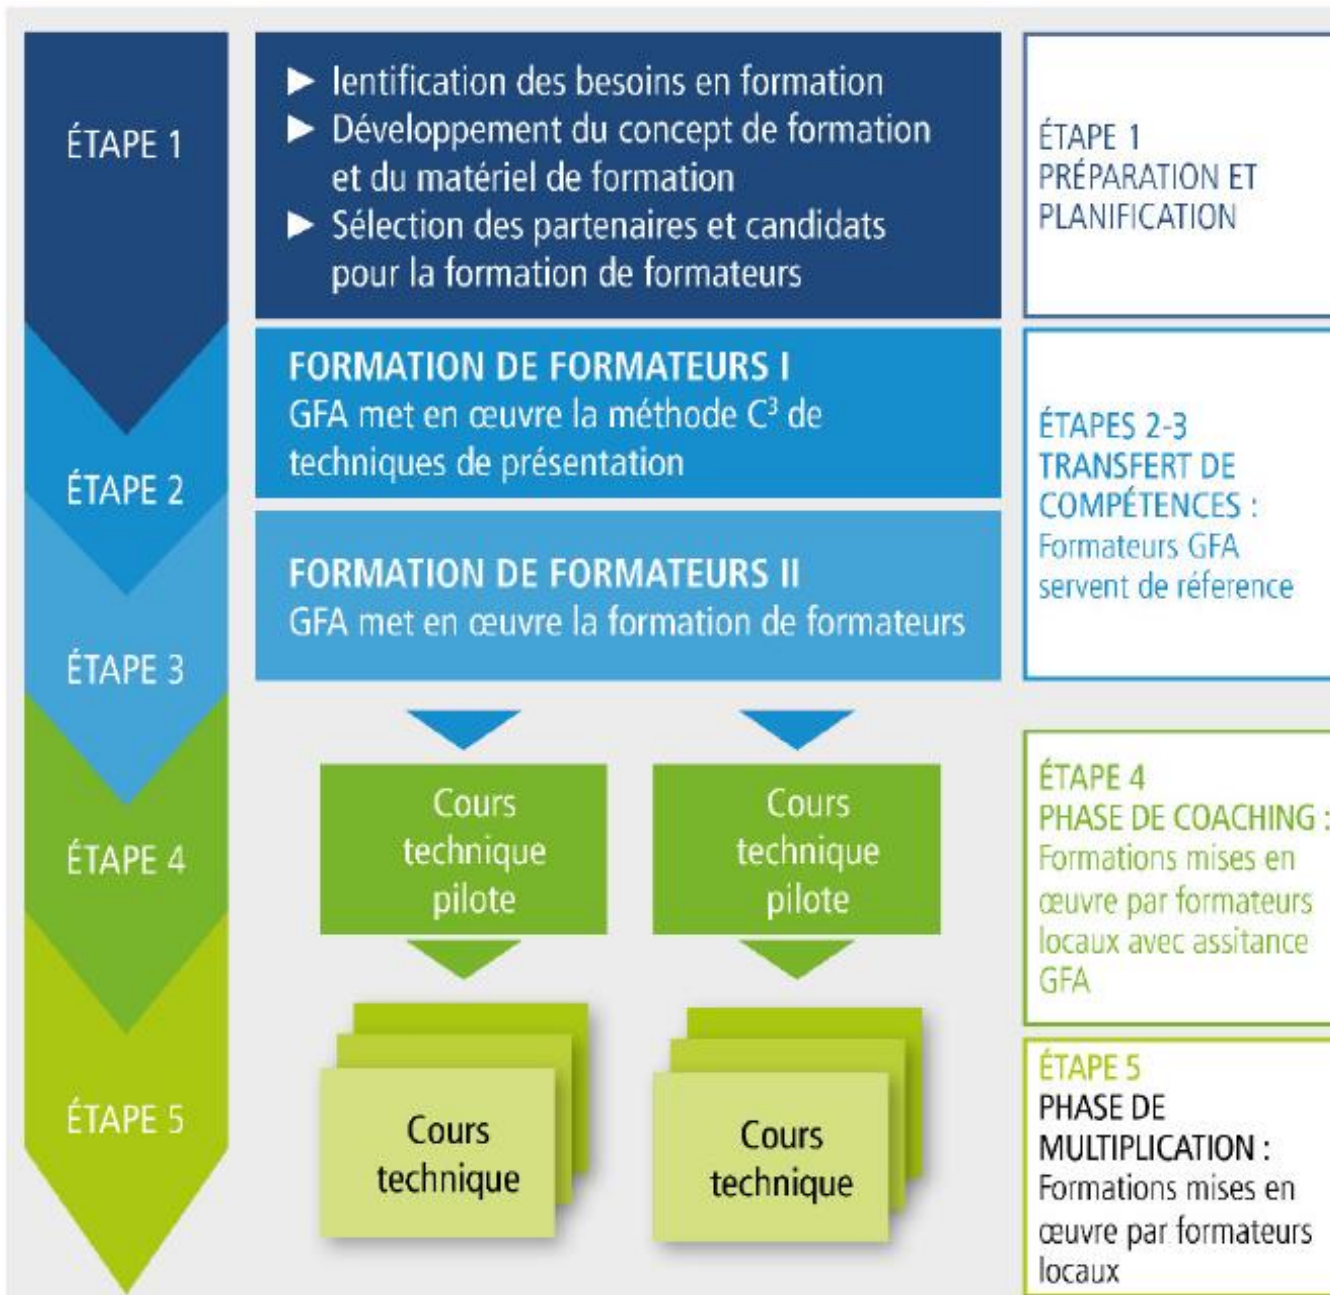 ÉTAPE 1
► Ientification des besoins en formation
► Développement du concept de formation
et du matériel de formation
► Sélection des partenaires et candidats
pour la formation de formateurs
ÉTAPE 1
PRÉPARATION ET
PLANIFICATION
ÉTAPE 2
FORMATION DE FORMATEURS I
GFA met en œuvre la méthode C³ de
techniques de présentation
ÉTAPE 3
FORMATION DE FORMATEURS II
GFA met en œuvre la formation de formateurs
ÉTAPES 2-3
TRANSFERT DE
COMPÉTENCES :
Formateurs GFA
servent de réference
ÉTAPE 4
Cours
technique
pilote
Cours
technique
pilote
ÉTAPE 4
PHASE DE COACHING :
Formations mises en
œuvre par formateurs
locaux avec assitance
GFA
ÉTAPE 5
Cours
technique
Cours
technique
ÉTAPE 5
PHASE DE
MULTIPLICATION :
Formations mises en
œuvre par formateurs
locaux